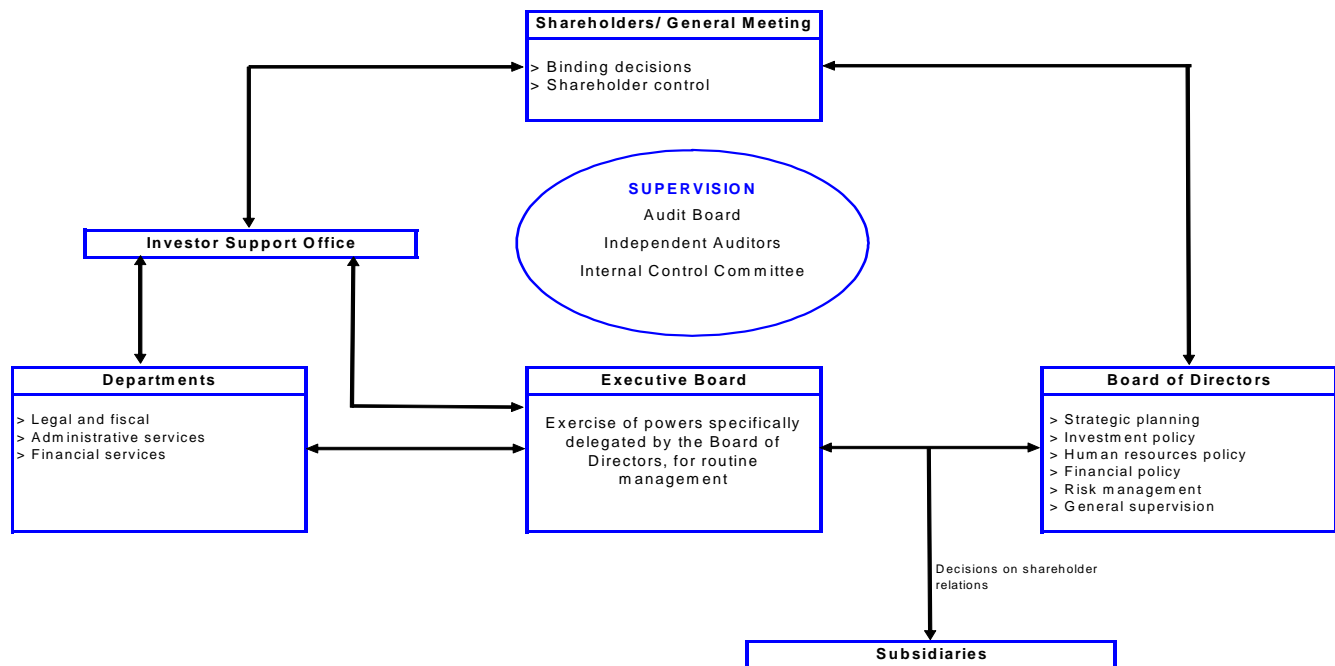 Shareholders/ General Meeting
> Binding decisions
> Shareholder control
SUPERVISION
Audit Board
Independent Auditors
Internal Control Committee
Investor Support Office
Departments
> Legal and fiscal
> Administrative services
> Financial services
Executive Board
Exercise of powers specifically
delegated by the Board of
Directors, for routine
management
Board of Directors
> Strategic planning
> Investment policy
> Human resources policy
> Financial policy
> Risk management
> General supervision
Decisions on shareholder
relations
Subsidiaries